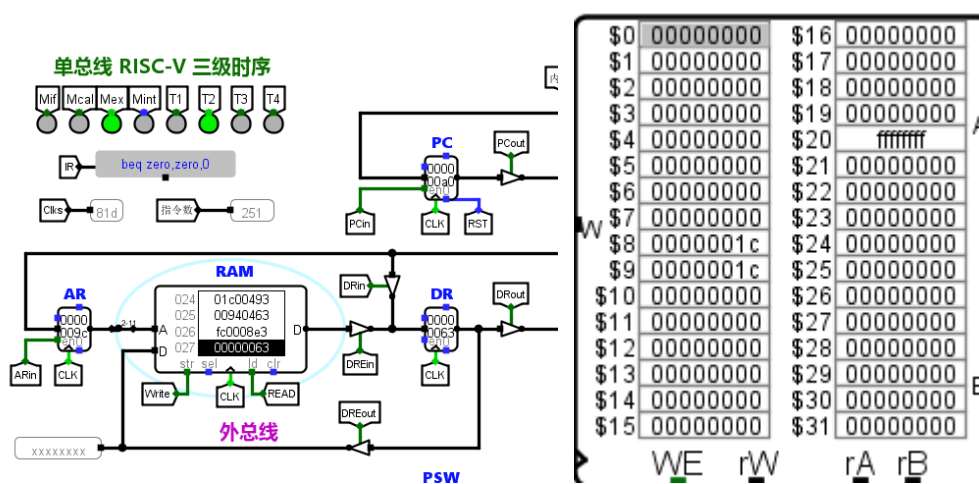 单总线 RISC-V 三级时序
Mif Mcal Mex Mint T1 T2 T3 T4
IR beq zero,zero,0
Clks 81d 指令数 251
PC
0000
00a0
en0
PCout
PCin CLK RST
RAM
AR
0000
009c
en0
ARin CLK
2-11
A
D
024 01c00493
025 00940463
026 fc0008e3
027 00000063
D
str sel ld clr
Write CLK READ
外总线
DRin
DREin
DR
0000
0063
en0
CLK
DRout
DREout
xxxxxxxx
PSW
内
$0 00000000 $16 00000000
$1 00000000 $17 00000000
$2 00000000 $18 00000000
$3 00000000 $19 00000000
$4 00000000 $20 ffffffff
$5 00000000 $21 00000000
$6 00000000 $22 00000000
$7 00000000 $23 00000000
$8 0000001c $24 00000000
$9 0000001c $25 00000000
$10 00000000 $26 00000000
$11 00000000 $27 00000000
$12 00000000 $28 00000000
$13 00000000 $29 00000000
$14 00000000 $30 00000000
$15 00000000 $31 00000000
W
WE rW rA rB